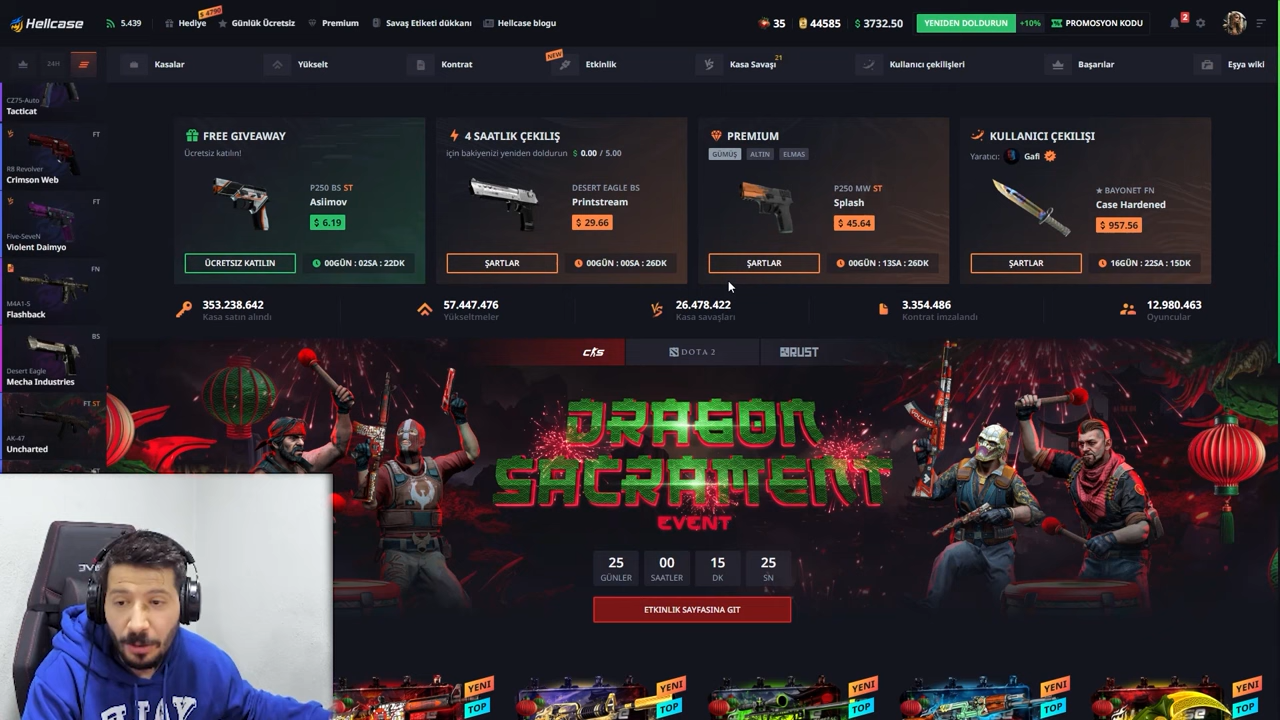 Hellcase
5.439
Hediye
$ 4790
Günlük Ücretsiz
Premium
Savaş Etiketi dükkanı
Hellcase blogu
35
44585
$ 3732.50
YENİDEN DOLDURUN
+10%
PROMOSYON KODU
2
24H
Kasalar
Yükselt
Kontrat
NEW
Etkinlik
Kasa Savaşı
21
Kullanıcı çekilişleri
Başarılar
Eşya wiki
CZ75-Auto
Tacticat
FT
R8 Revolver
Crimson Web
FT
Five-SeveN
Violent Daimyo
FN
M4A1-S
Flashback
BS
Desert Eagle
Mecha Industries
FT ST
AK-47
Uncharted
FREE GIVEAWAY
Ücretsiz katılın!
P250 BS ST
Asiimov
$ 6.19
ÜCRETSIZ KATILIN
00GÜN : 02SA : 22DK
4 SAATLIK ÇEKILIŞ
için bakiyenizi yeniden doldurun $ 0.00 / 5.00
DESERT EAGLE BS
Printstream
$ 29.66
ŞARTLAR
00GÜN : 00SA : 26DK
PREMIUM
GÜMÜŞ
ALTIN
ELMAS
P250 MW ST
Splash
$ 45.64
ŞARTLAR
00GÜN : 13SA : 26DK
KULLANICI ÇEKILIŞI
Yaratıcı: Gafi
★ BAYONET FN
Case Hardened
$ 957.56
ŞARTLAR
16GÜN : 22SA : 15DK
353.238.642
Kasa satın alındı
57.447.476
Yükseltmeler
26.478.422
Kasa savaşları
3.354.486
Kontrat imzalandı
12.980.463
Oyuncular
CS
DOTA 2
RUST
DRAGON
SACRAMENT
EVENT
25
GÜNLER
00
SAATLER
15
DK
25
SN
ETKINLIK SAYFASINA GIT
YENI
TOP
YENI
TOP
YENI
TOP
YENI
TOP
YENI
TOP